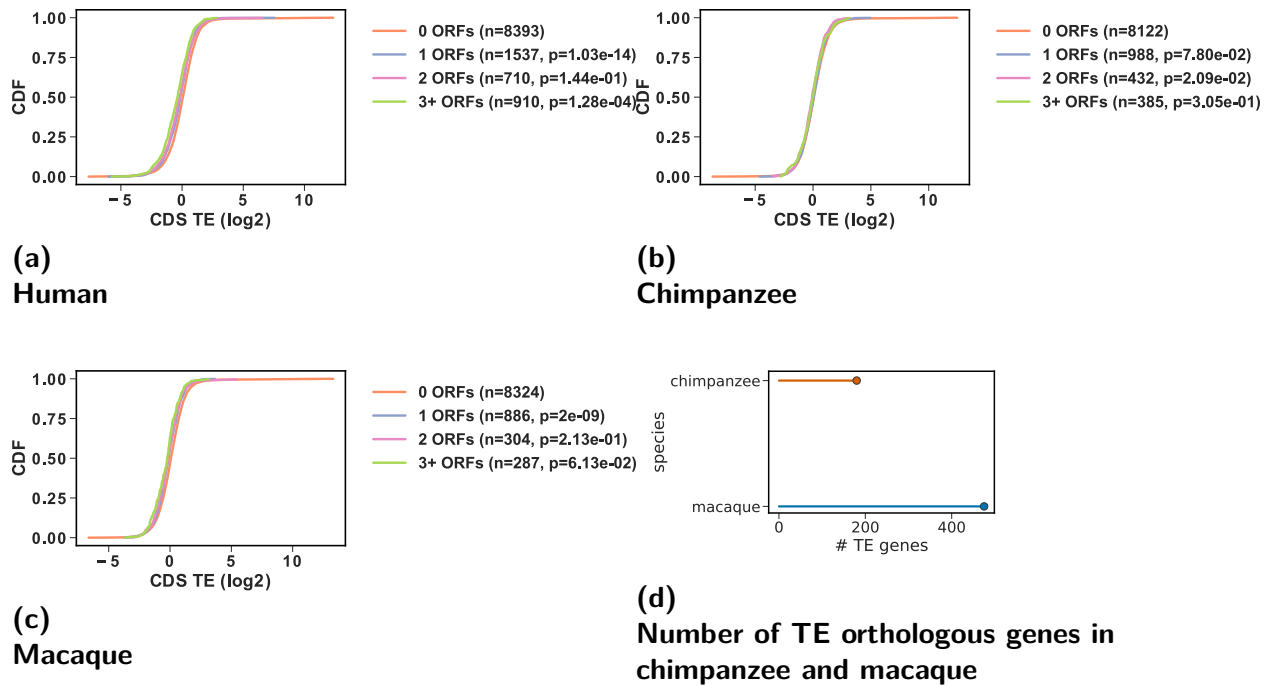 1.00
0.75
0.50
0.25
0.00
CDF
−5
0
5
10
CDS TE (log2)
0 ORFs (n=8393)
1 ORFs (n=1537, p=1.03e-14)
2 ORFs (n=710, p=1.44e-01)
3+ ORFs (n=910, p=1.28e-04)
(a)
Human
1.00
0.75
0.50
0.25
0.00
CDF
−5
0
5
10
CDS TE (log2)
0 ORFs (n=8122)
1 ORFs (n=988, p=7.80e-02)
2 ORFs (n=432, p=2.09e-02)
3+ ORFs (n=385, p=3.05e-01)
(b)
Chimpanzee
1.00
0.75
0.50
0.25
0.00
CDF
−5
0
5
10
CDS TE (log2)
0 ORFs (n=8324)
1 ORFs (n=886, p=2e-09)
2 ORFs (n=304, p=2.13e-01)
3+ ORFs (n=287, p=6.13e-02)
(c)
Macaque
chimpanzee
macaque
species
0
200
400
# TE genes
(d)
Number of TE orthologous genes in
chimpanzee and macaque